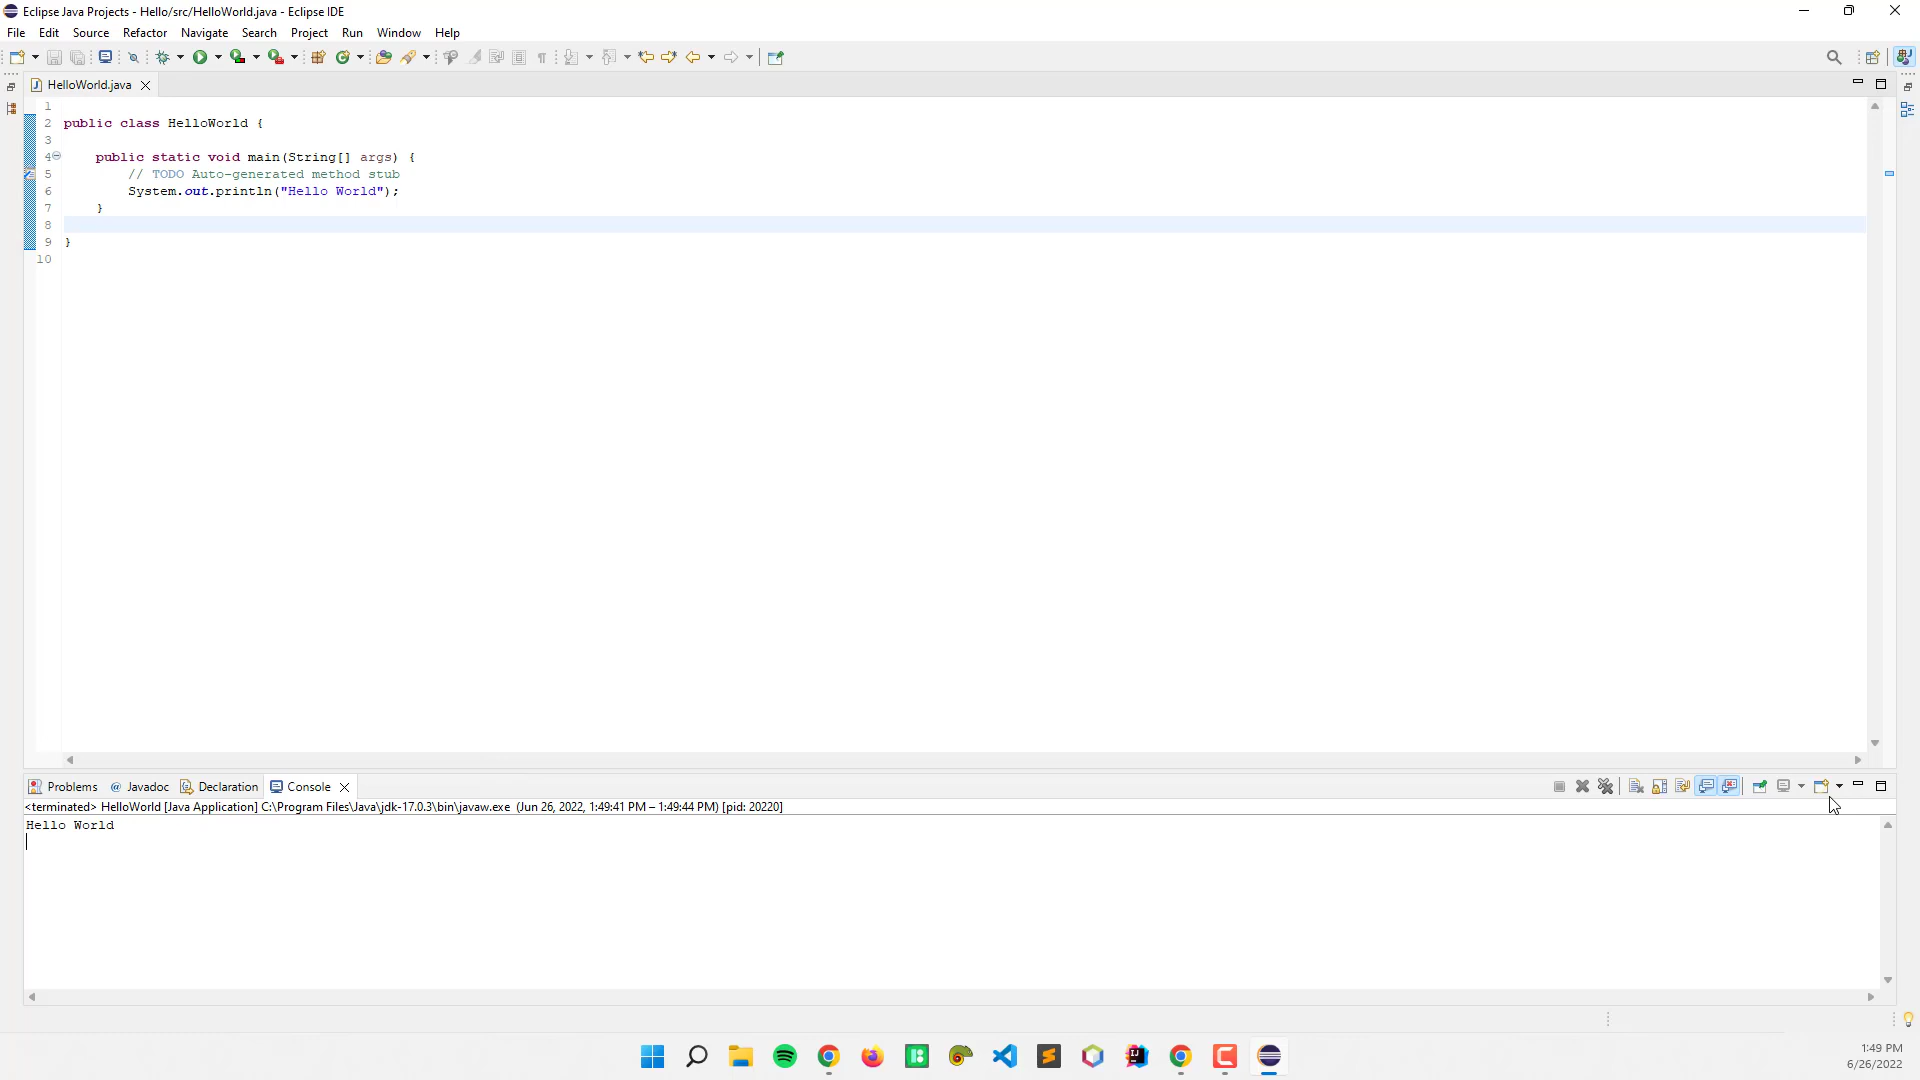 Eclipse Java Projects - Hello/src/HelloWorld.java - Eclipse IDE
File Edit Source Refactor Navigate Search Project Run Window Help
HelloWorld.java
1
2 public class HelloWorld {
3
4 public static void main(String[] args) {
5 // TODO Auto-generated method stub
6 System.out.println("Hello World");
7 }
8
9 }
10
Problems @ Javadoc Declaration Console
<terminated> HelloWorld [Java Application] C:\Program Files\Java\jdk-17.0.3\bin\javaw.exe (Jun 26, 2022, 1:49:41 PM – 1:49:44 PM) [pid: 20220]
Hello World
1:49 PM
6/26/2022